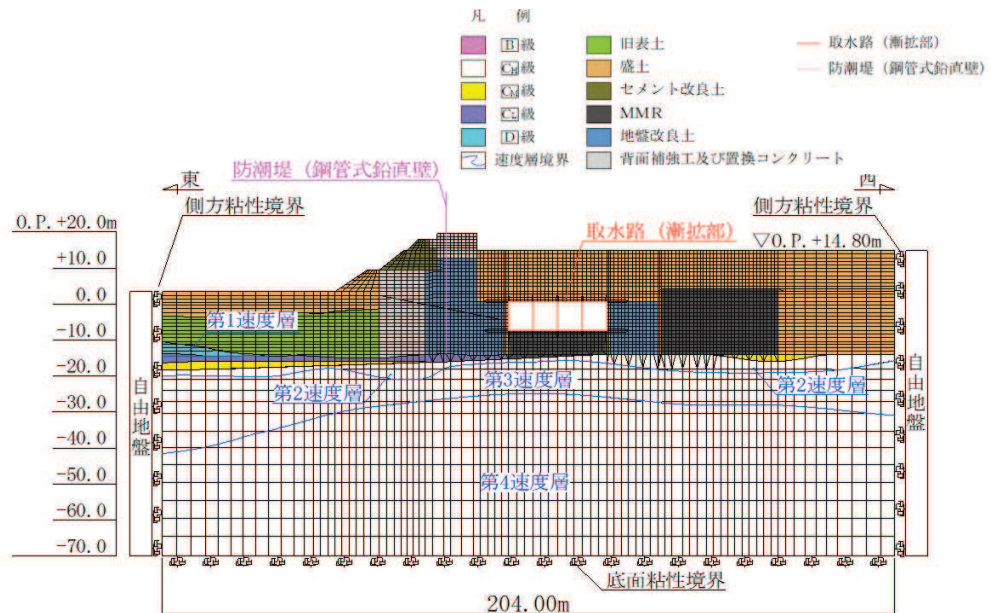 凡 例
B級
CH級
CM級
CL級
D級
速度層境界
旧表土
盛土
セメント改良土
MMR
地盤改良土
背面補強工及び置換コンクリート
取水路(漸拡部)
防潮堤(鋼管式鉛直壁)
防潮堤(鋼管式鉛直壁)
東
西
側方粘性境界
側方粘性境界
O.P.+20.0m
取水路(漸拡部)
▽O.P.+14.80m
+10.0
0.0
-10.0
-20.0
-30.0
-40.0
-50.0
-60.0
-70.0
第1速度層
第2速度層
第3速度層
第2速度層
第4速度層
自由地盤
自由地盤
底面粘性境界
204.00m